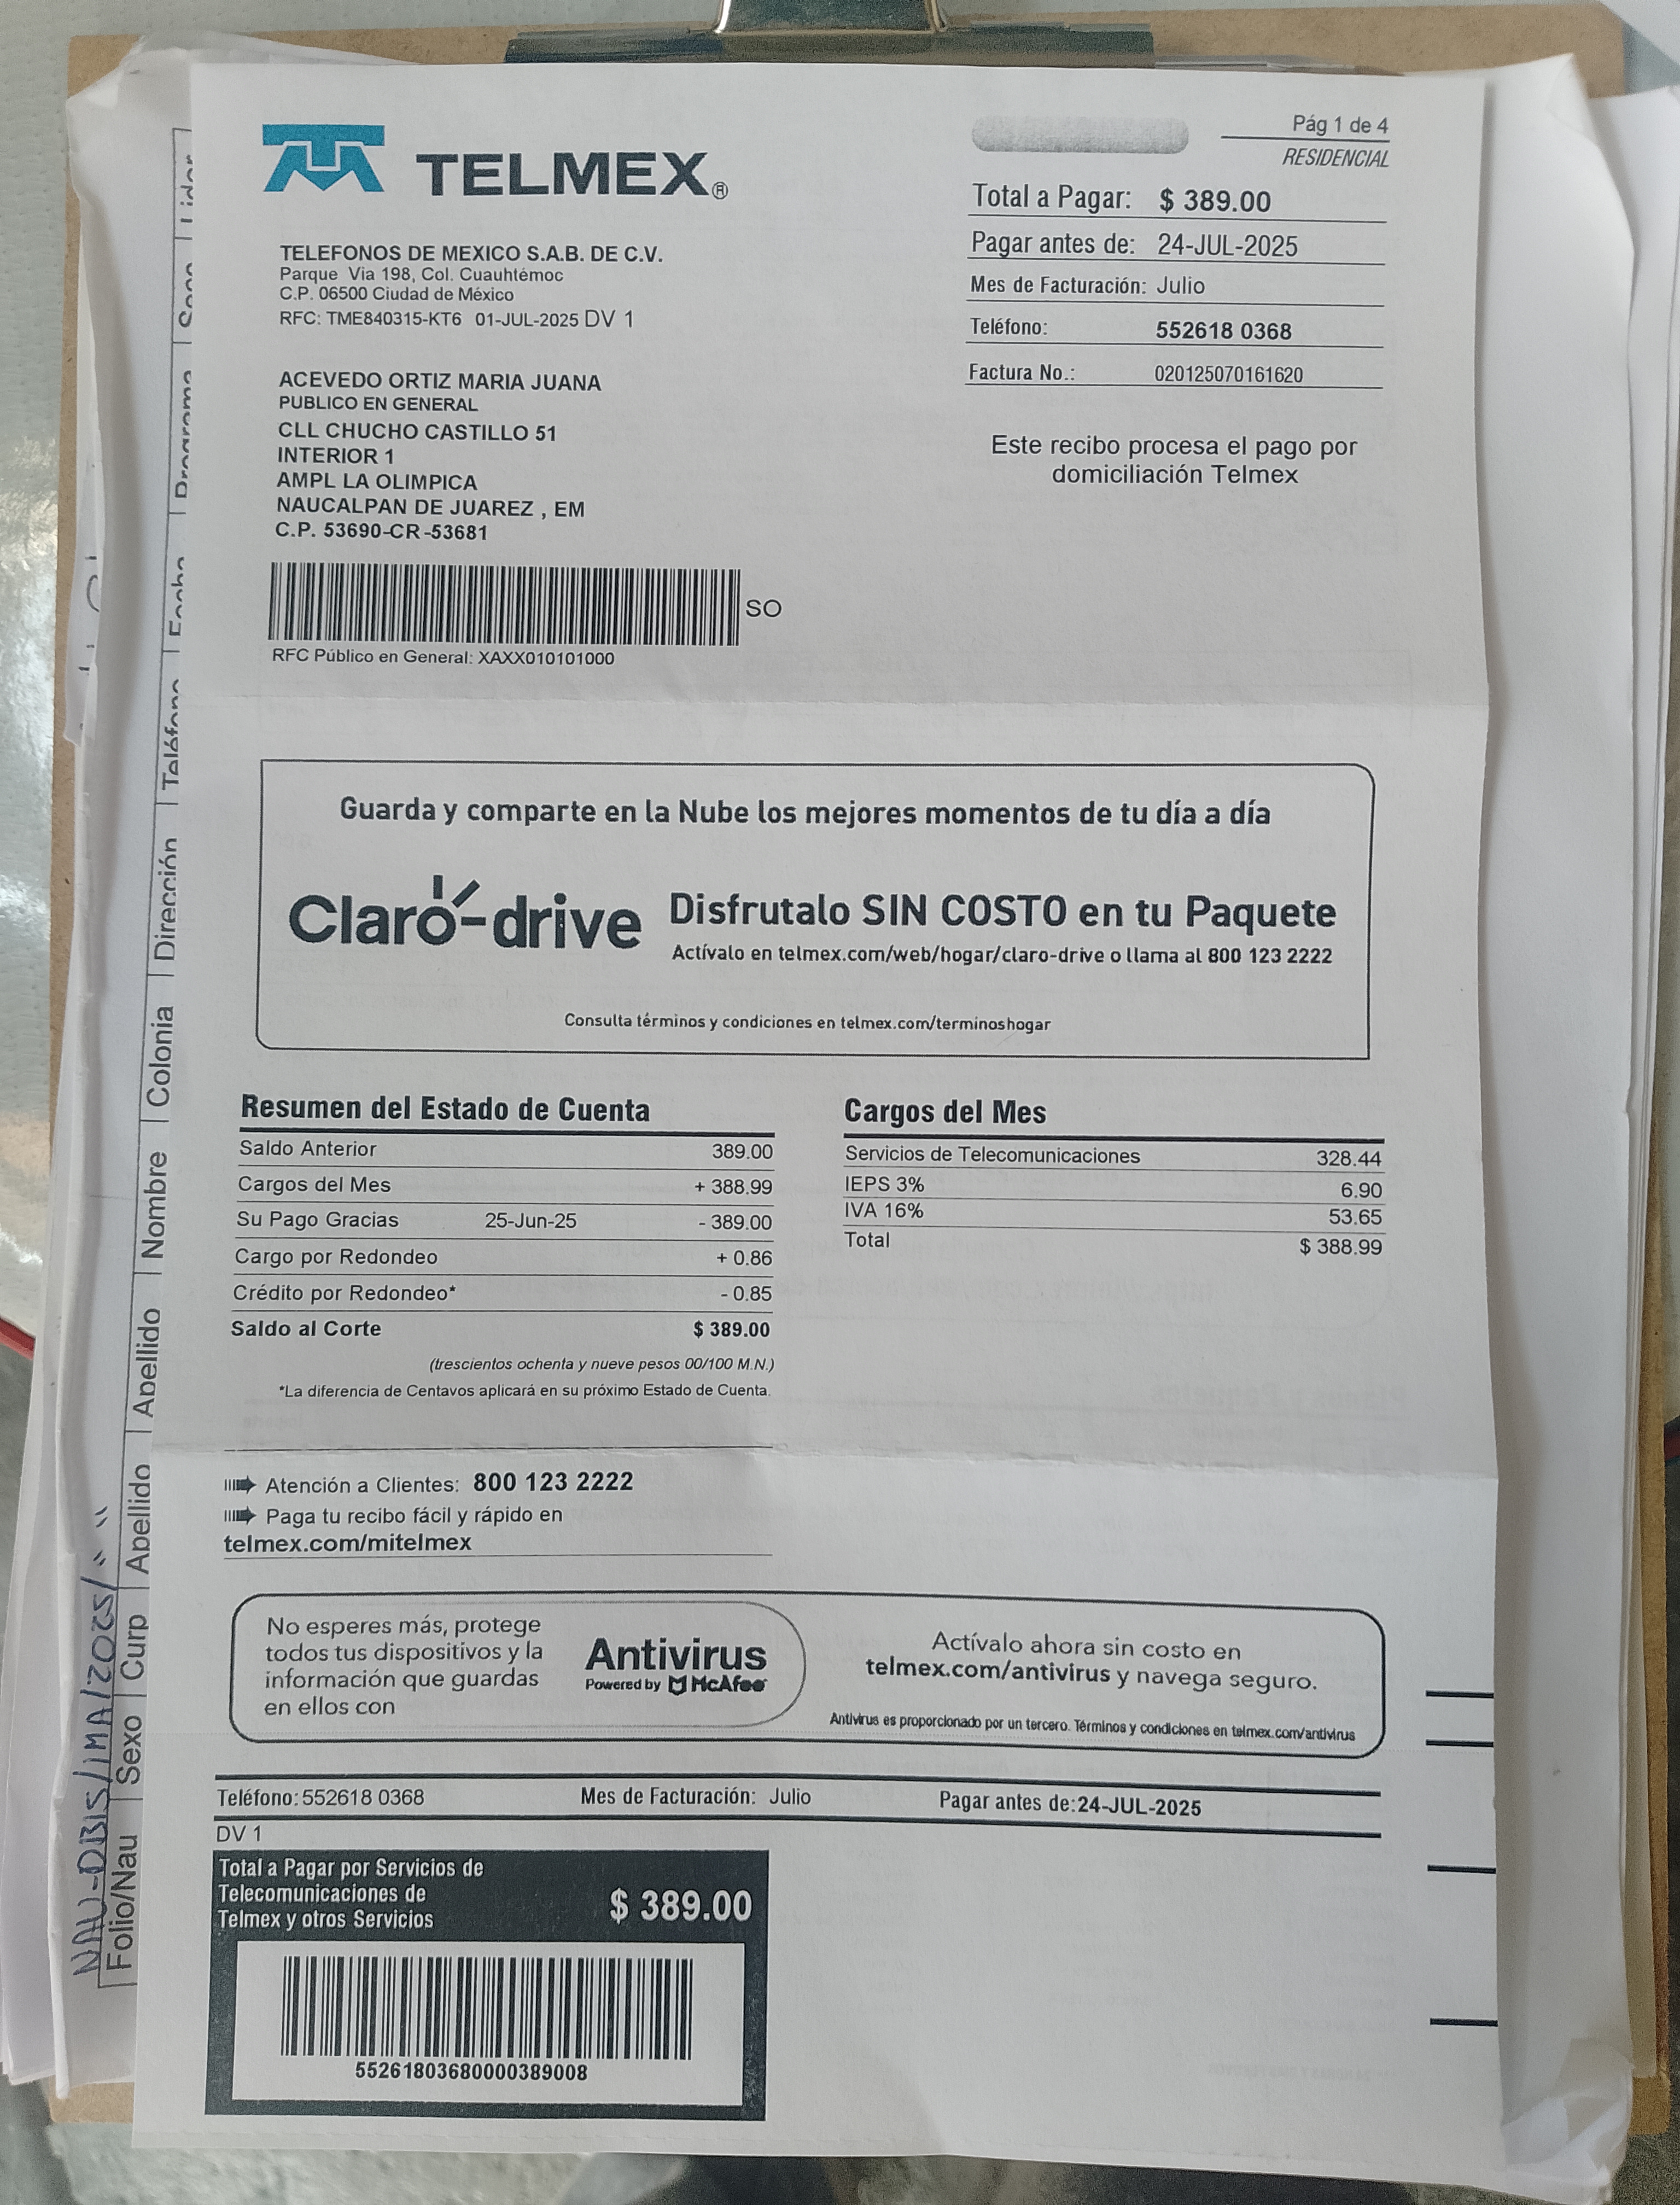 TELMEX®
Pág 1 de 4
RESIDENCIAL
Total a Pagar: $ 389.00
Pagar antes de: 24-JUL-2025
Mes de Facturación: Julio
Teléfono: 552618 0368
Factura No.: 020125070161620
Este recibo procesa el pago por
domiciliación Telmex
TELEFONOS DE MEXICO S.A.B. DE C.V.
Parque Via 198, Col. Cuauhtémoc
C.P. 06500 Ciudad de México
RFC: TME840315-KT6 01-JUL-2025 DV 1
ACEVEDO ORTIZ MARIA JUANA
PUBLICO EN GENERAL
CLL CHUCHO CASTILLO 51
INTERIOR 1
AMPL LA OLIMPICA
NAUCALPAN DE JUAREZ , EM
C.P. 53690-CR-53681
SO
RFC Público en General: XAXX010101000
Guarda y comparte en la Nube los mejores momentos de tu día a día
Claro-drive
Disfrutalo SIN COSTO en tu Paquete
Actívalo en telmex.com/web/hogar/claro-drive o llama al 800 123 2222
Consulta términos y condiciones en telmex.com/terminoshogar
Resumen del Estado de Cuenta
Saldo Anterior 389.00
Cargos del Mes + 388.99
Su Pago Gracias 25-Jun-25 - 389.00
Cargo por Redondeo + 0.86
Crédito por Redondeo* - 0.85
Saldo al Corte $ 389.00
(trescientos ochenta y nueve pesos 00/100 M.N.)
*La diferencia de Centavos aplicará en su próximo Estado de Cuenta.
Cargos del Mes
Servicios de Telecomunicaciones 328.44
IEPS 3% 6.90
IVA 16% 53.65
Total $ 388.99
Atención a Clientes: 800 123 2222
Paga tu recibo fácil y rápido en
telmex.com/mitelmex
No esperes más, protege
todos tus dispositivos y la
información que guardas
en ellos con
Antivirus
Powered by McAfee
Actívalo ahora sin costo en
telmex.com/antivirus y navega seguro.
Antivirus es proporcionado por un tercero. Términos y condiciones en telmex.com/antivirus
Teléfono: 552618 0368 Mes de Facturación: Julio Pagar antes de:24-JUL-2025
DV 1
Total a Pagar por Servicios de
Telecomunicaciones de
Telmex y otros Servicios
$ 389.00
55261803680000389008
Folio/Nau Sexo Curp Apellido Apellido Nombre Colonia Dirección Teléfono Fecha Programa